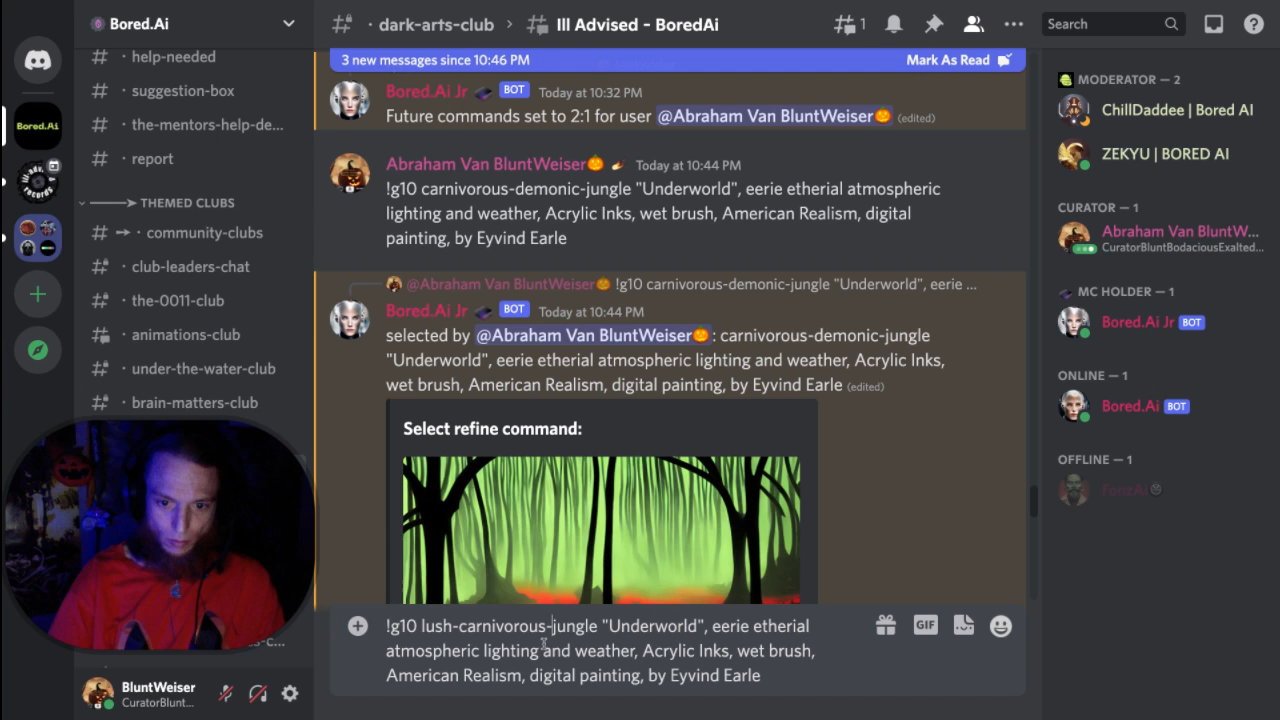 Bored.Ai
· dark-arts-club
Ill Advised - BoredAi
1
Search
· help-needed
· suggestion-box
· the-mentors-help-de...
· report
THEMED CLUBS
· community-clubs
· club-leaders-chat
· the-0011-club
· animations-club
· under-the-water-club
· brain-matters-club
Bored.Ai
3 new messages since 10:46 PM
Mark As Read
Bored.Ai Jr BOT Today at 10:32 PM
Future commands set to 2:1 for user @Abraham Van BluntWeiser (edited)
Abraham Van BluntWeiser Today at 10:44 PM
!g10 carnivorous-demonic-jungle "Underworld", eerie etherial atmospheric
lighting and weather, Acrylic Inks, wet brush, American Realism, digital
painting, by Eyvind Earle
@Abraham Van BluntWeiser !g10 carnivorous-demonic-jungle "Underworld", eerie ...
Bored.Ai Jr BOT Today at 10:44 PM
selected by @Abraham Van BluntWeiser : carnivorous-demonic-jungle
"Underworld", eerie etherial atmospheric lighting and weather, Acrylic Inks,
wet brush, American Realism, digital painting, by Eyvind Earle (edited)
Select refine command:
!g10 lush-carnivorous-jungle "Underworld", eerie etherial
atmospheric lighting and weather, Acrylic Inks, wet brush,
American Realism, digital painting, by Eyvind Earle
GIF
MODERATOR — 2
ChillDaddee | Bored AI
ZEKYU | BORED AI
CURATOR — 1
Abraham Van BluntW...
CuratorBluntBodaciousExalted...
MC HOLDER — 1
Bored.Ai Jr BOT
ONLINE — 1
Bored.Ai BOT
OFFLINE — 1
FonzAi
BluntWeiser
CuratorBlunt...